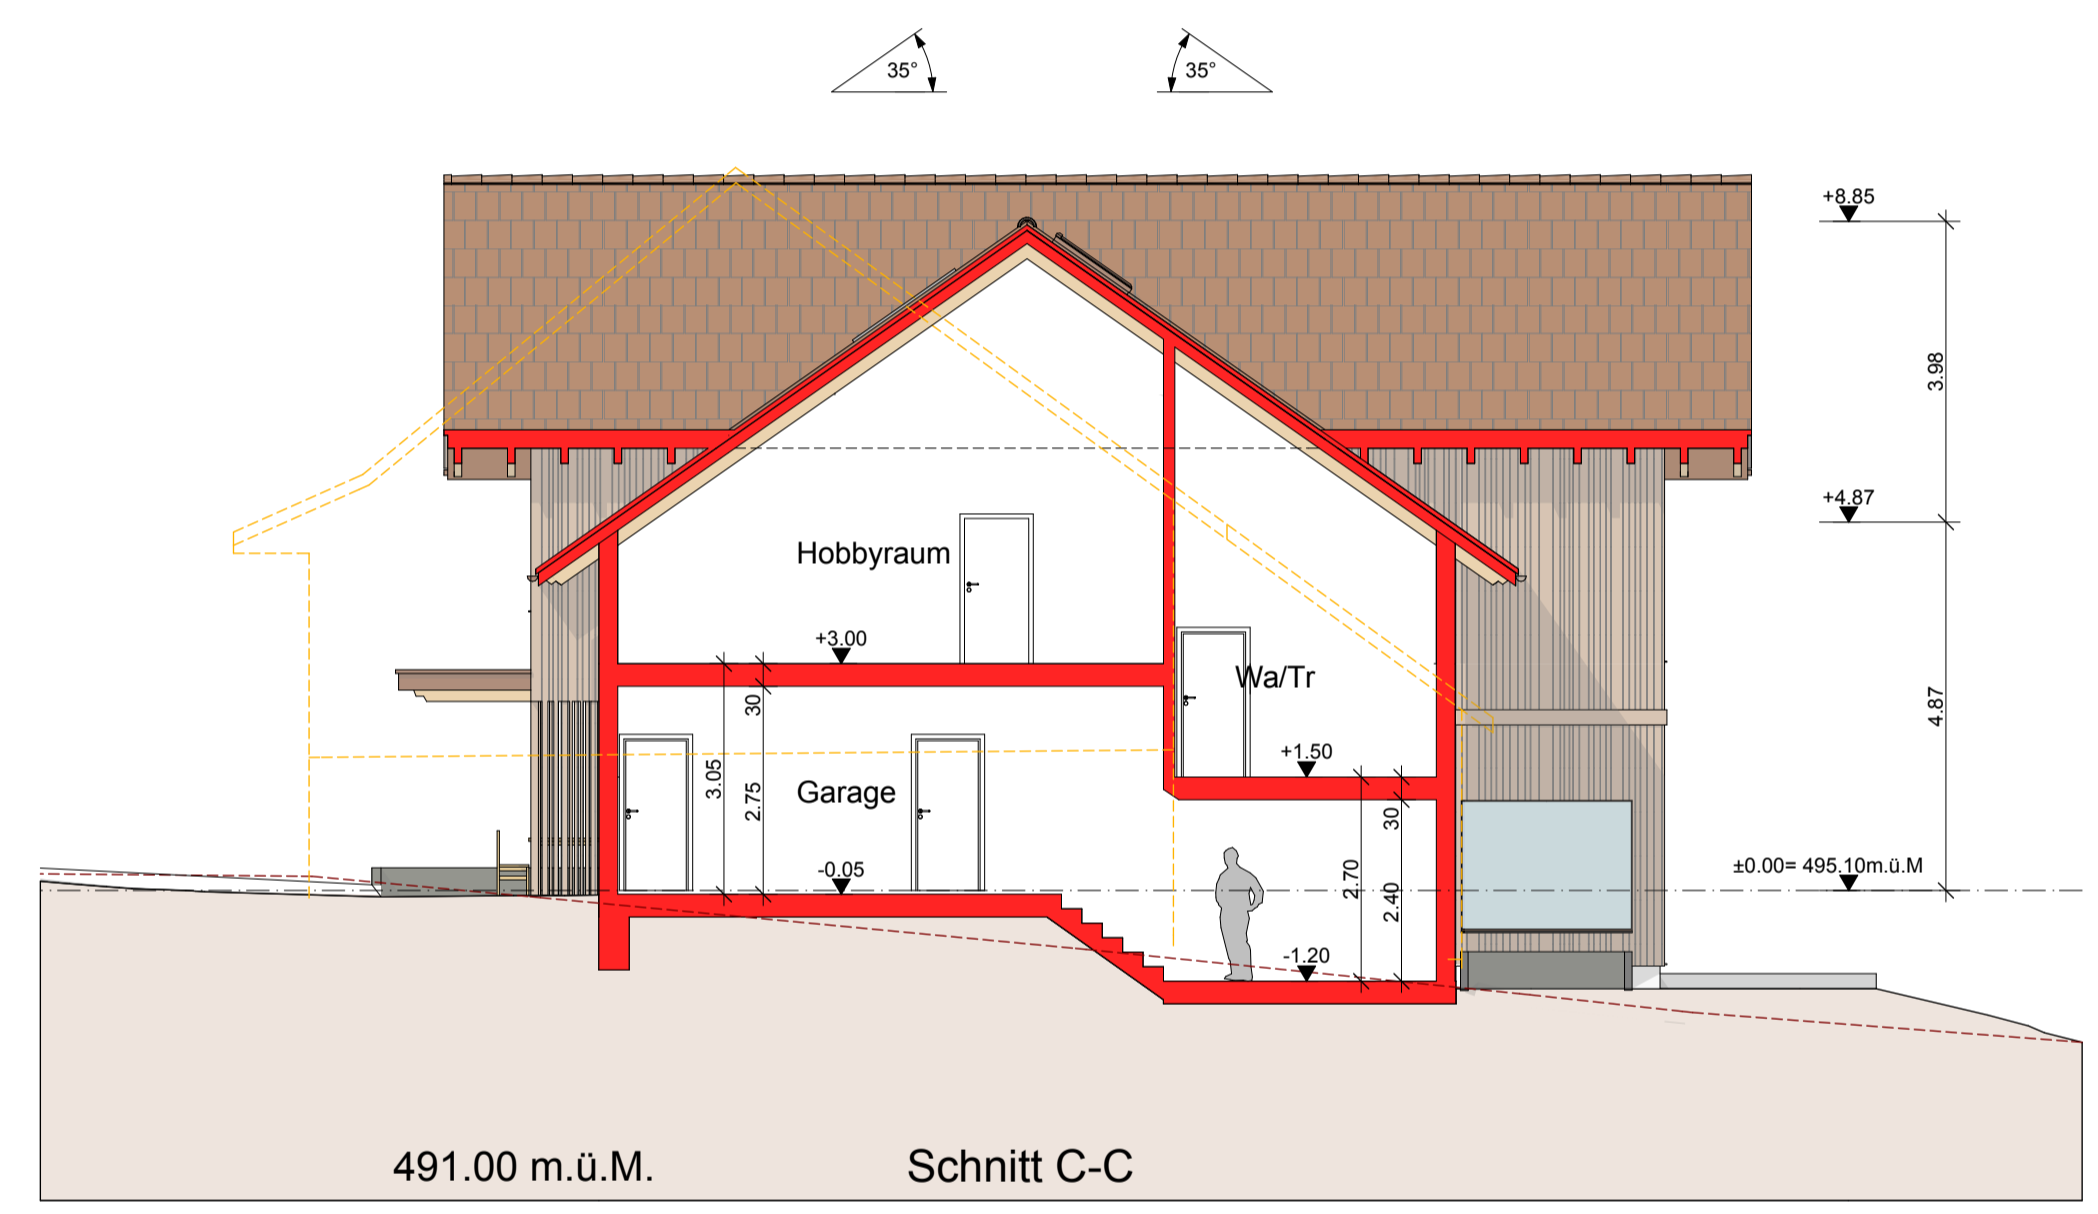 35°
35°
+8.85
3.98
+4.87
Hobbyraum
+3.00
Wa/Tr
30
4.87
+1.50
3.05
2.75
Garage
30
-0.05
±0.00= 495.10m.ü.M
2.70
2.40
-1.20
491.00 m.ü.M.
Schnitt C-C